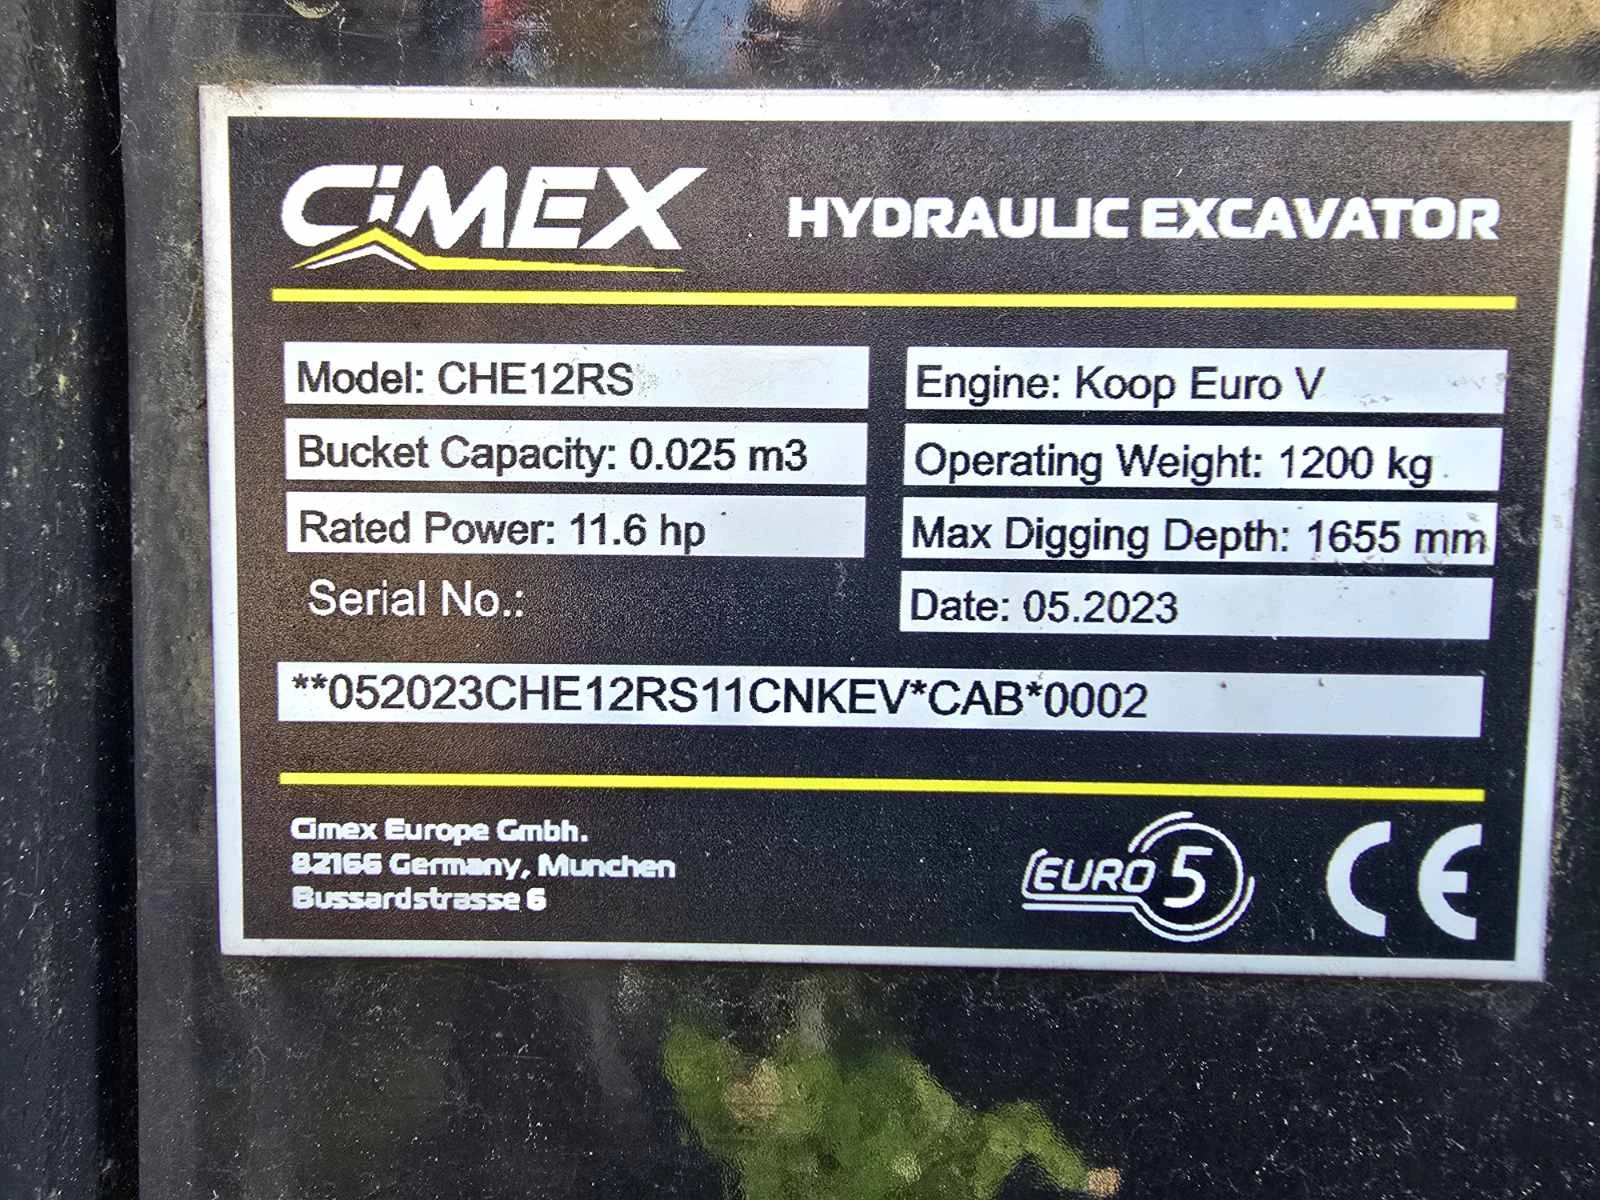 CiMEX HYDRAULIC EXCAVATOR
Model: CHE12RS
Engine: Koop Euro V
Bucket Capacity: 0.025 m3
Operating Weight: 1200 kg
Rated Power: 11.6 hp
Max Digging Depth: 1655 mm
Serial No.:
Date: 05.2023
**052023CHE12RS11CNKEV*CAB*0002
Cimex Europe Gmbh.
82166 Germany, Munchen
Bussardstrasse 6
EURO 5
CE